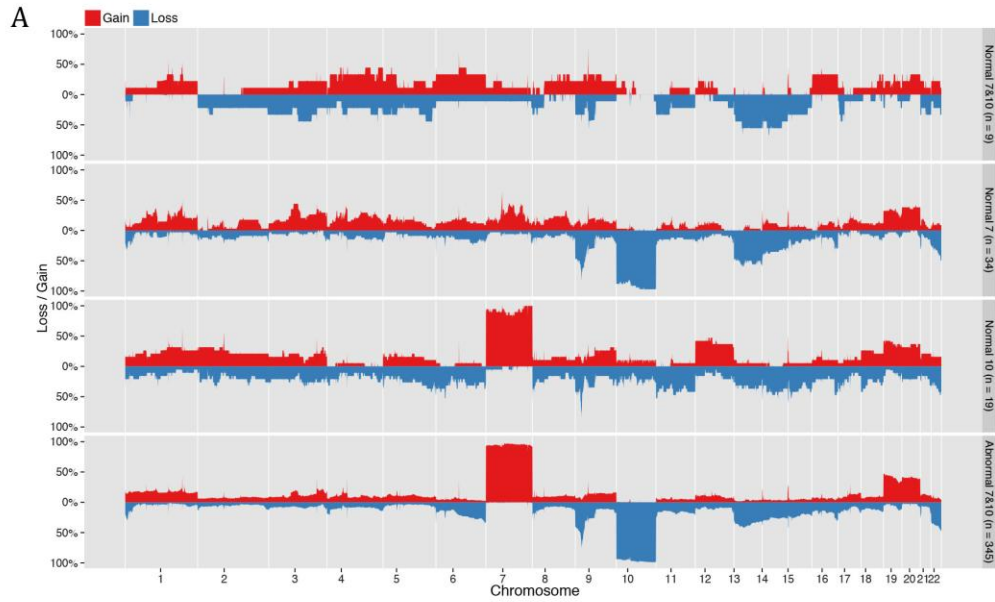 A
Gain Loss
100%
50%
0%
50%
100%
Normal 7&10 (n = 9)
100%
50%
0%
50%
100%
Normal 7 (n = 34)
100%
50%
0%
50%
100%
Normal 10 (n = 19)
100%
50%
0%
50%
100%
Abnormal 7&10 (n = 345)
Loss / Gain
1 2 3 4 5 6 7 8 9 10 11 12 13 14 15 16 17 18 19 20 21 22
Chromosome